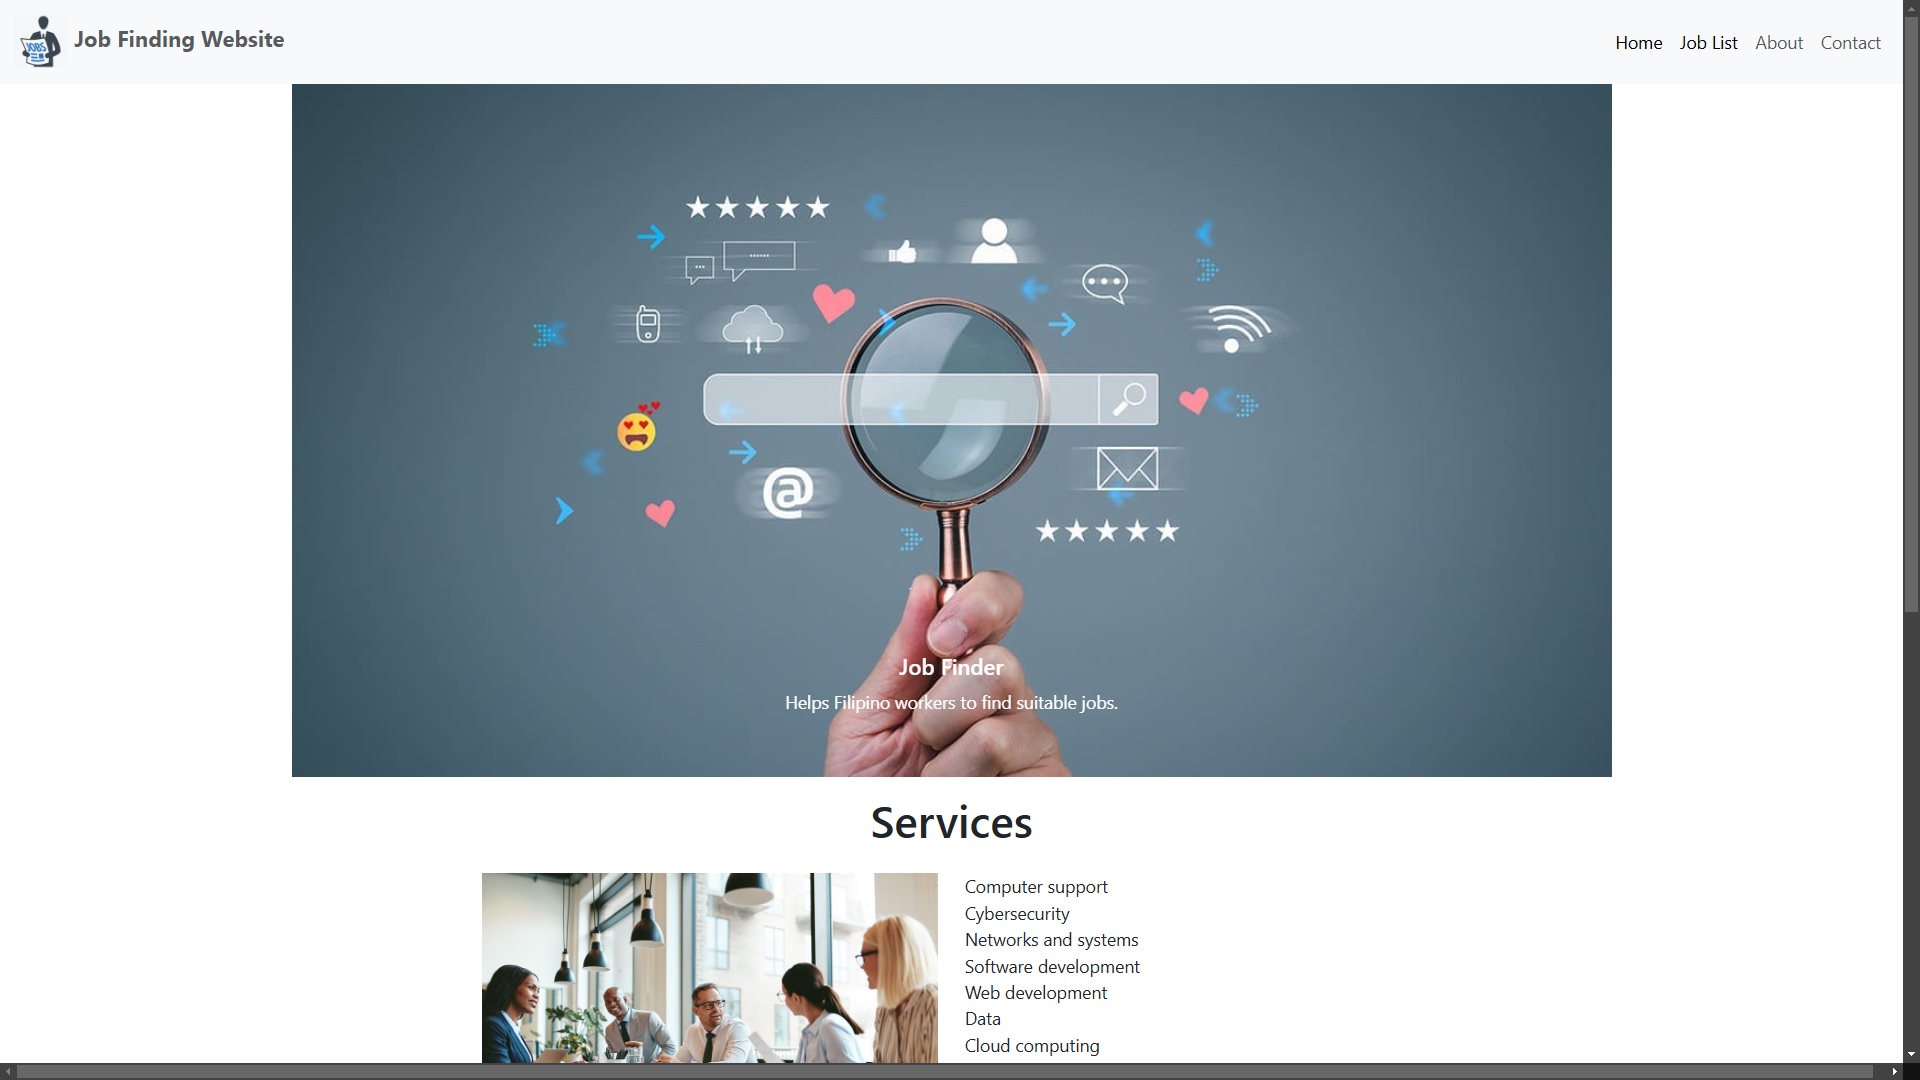 JOBS
Job Finding Website
Home Job List About Contact
@
Job Finder
Helps Filipino workers to find suitable jobs.
Services
Computer support
Cybersecurity
Networks and systems
Software development
Web development
Data
Cloud computing